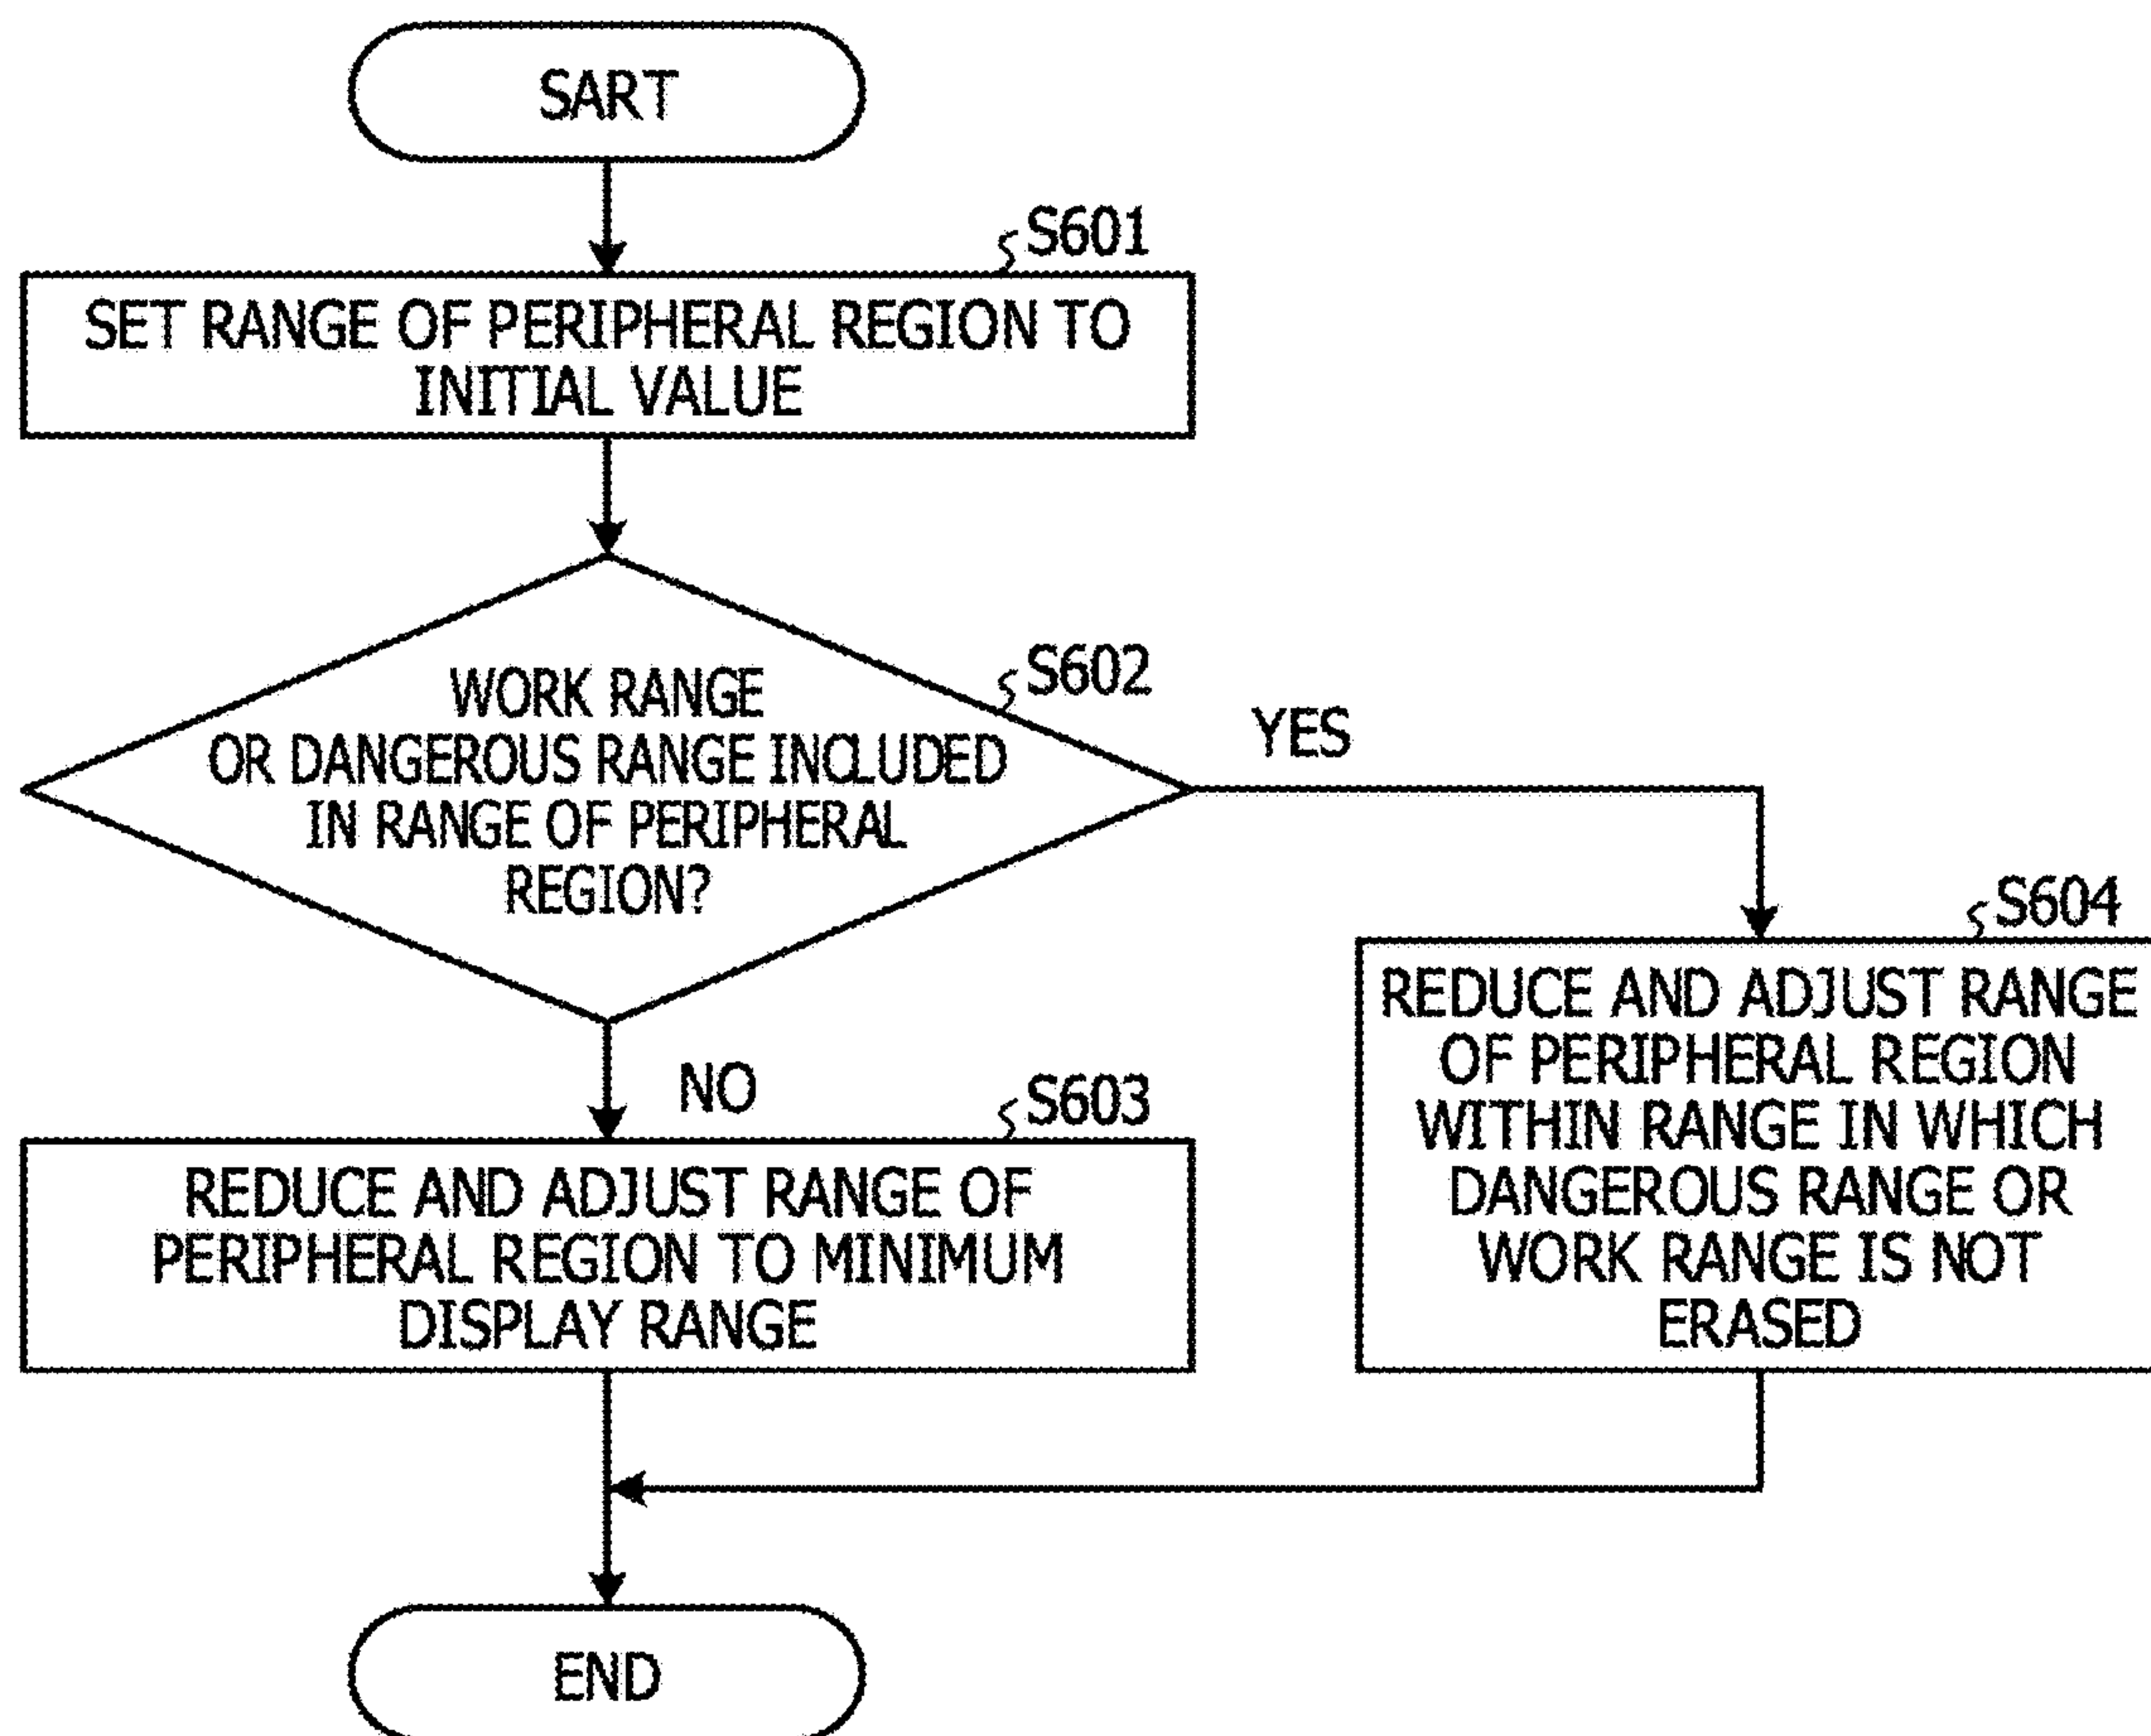 SART
S601
SET RANGE OF PERIPHERAL REGION TO
INITIAL VALUE
S602
WORK RANGE
OR DANGEROUS RANGE INCLUDED
IN RANGE OF PERIPHERAL
REGION?
YES
NO
S603
REDUCE AND ADJUST RANGE OF
PERIPHERAL REGION TO MINIMUM
DISPLAY RANGE
S604
REDUCE AND ADJUST RANGE
OF PERIPHERAL REGION
WITHIN RANGE IN WHICH
DANGEROUS RANGE OR
WORK RANGE IS NOT
ERASED
END